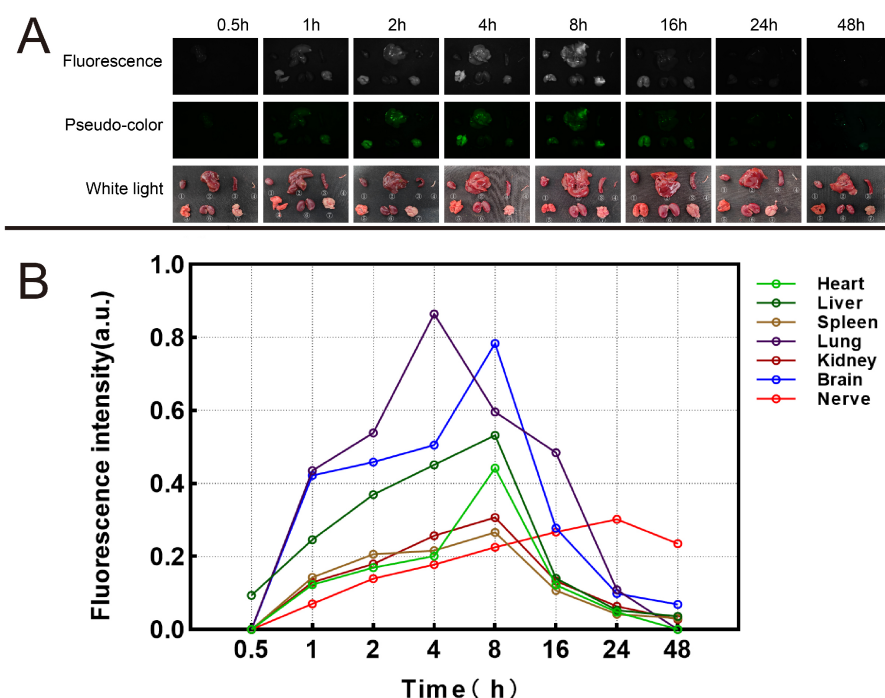 A
0.5h 1h 2h 4h 8h 16h 24h 48h
Fluorescence
Pseudo-color
White light
B
Fluorescence intensity(a.u.)
1.0
0.8
0.6
0.4
0.2
0.0
0.5 1 2 4 8 16 24 48
Time( h )
Heart
Liver
Spleen
Lung
Kidney
Brain
Nerve